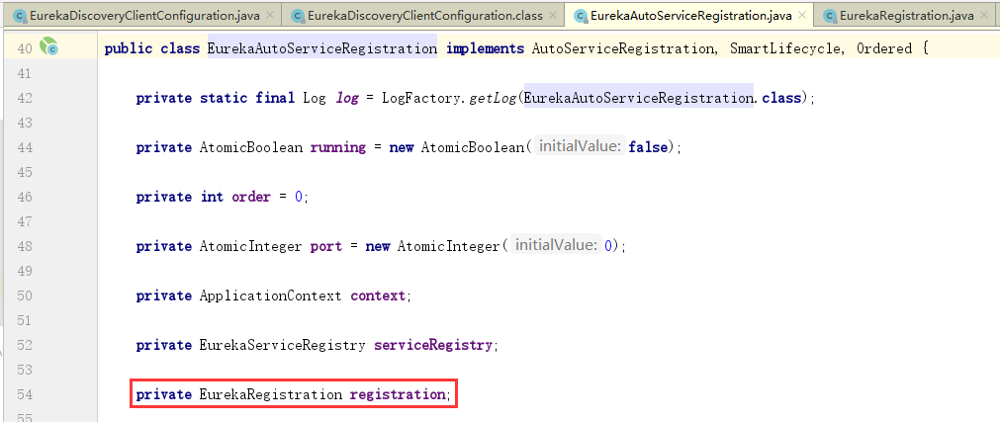 EurekaDiscoveryClientConfiguration.java × EurekaDiscoveryClientConfiguration.class × EurekaAutoServiceRegistration.java × EurekaRegistration.java ×
40 public class EurekaAutoServiceRegistration implements AutoServiceRegistration, SmartLifecycle, Ordered {
41
42 private static final Log log = LogFactory.getLog(EurekaAutoServiceRegistration.class);
43
44 private AtomicBoolean running = new AtomicBoolean( initialValue: false);
45
46 private int order = 0;
47
48 private AtomicInteger port = new AtomicInteger( initialValue: 0);
49
50 private ApplicationContext context;
51
52 private EurekaServiceRegistry serviceRegistry;
53
54 private EurekaRegistration registration;
55